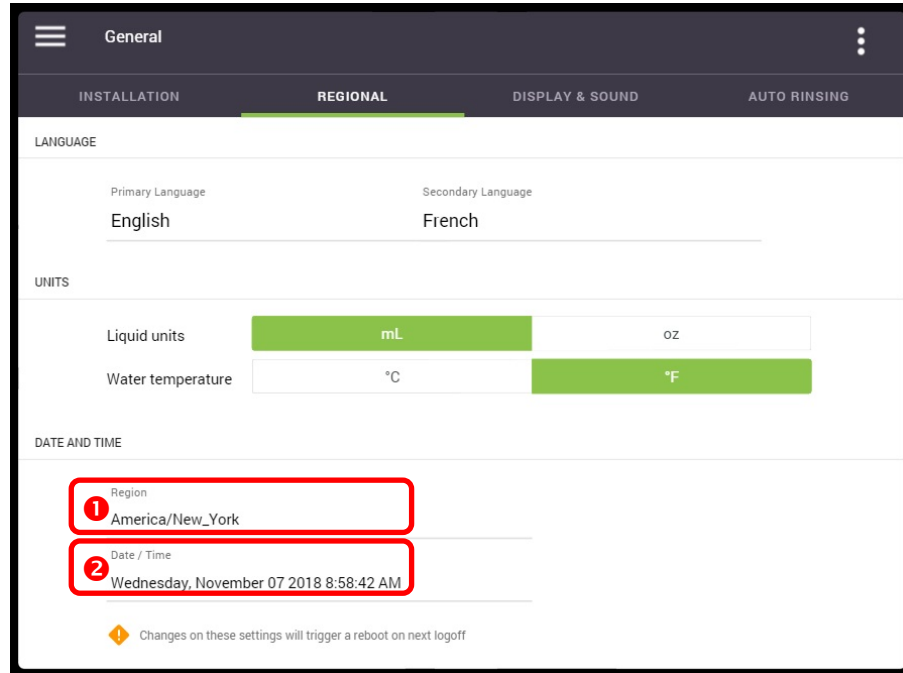 General
INSTALLATION REGIONAL DISPLAY & SOUND AUTO RINSING
LANGUAGE
Primary Language Secondary Language
English French
UNITS
Liquid units mL oz
Water temperature °C °F
DATE AND TIME
Region
1 America/New_York
Date / Time
2 Wednesday, November 07 2018 8:58:42 AM
! Changes on these settings will trigger a reboot on next logoff